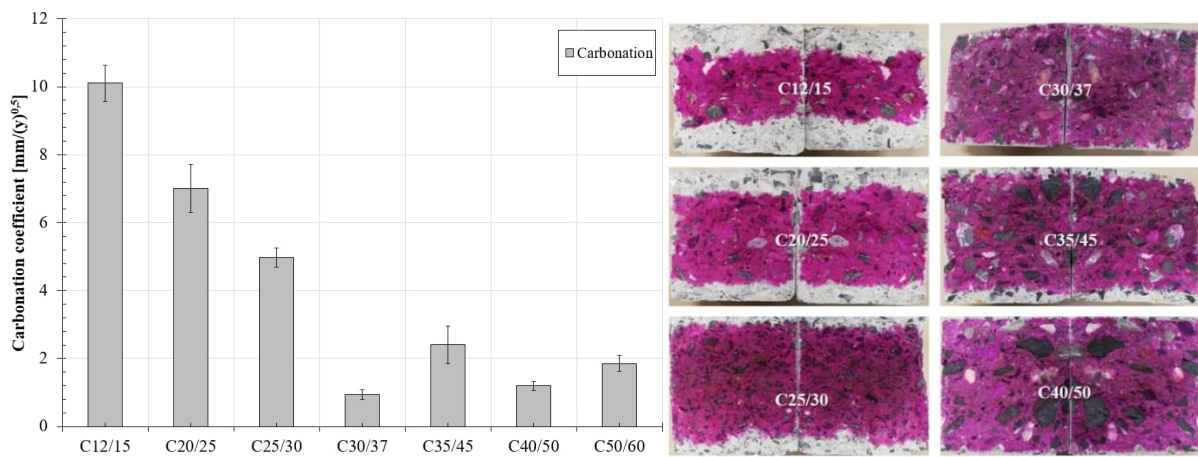 Carbonation coefficient [mm/(y)^0,5]
12
10
8
6
4
2
0
Carbonation
C12/15 C20/25 C25/30 C30/37 C35/45 C40/50 C50/60
C12/15
C30/37
C20/25
C35/45
C25/30
C40/50